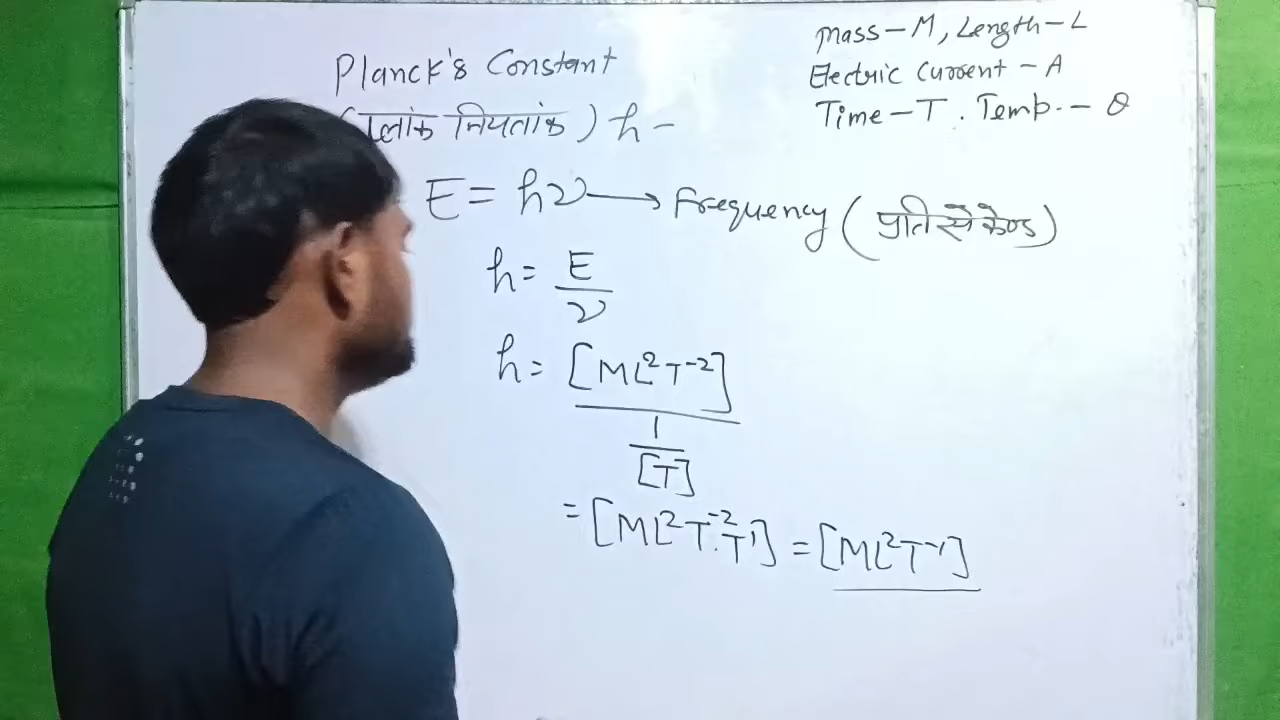 Planck's Constant
नियतांक ) h -
Mass - M, Length - L
Electric Current - A
Time - T . Temp. - θ
E = hν → Frequency ( प्रति सेकेण्ड )
h = E / ν
h = [ML²T⁻²] / 1/[T]
= [ML²T⁻².T¹] = [ML²T⁻¹]